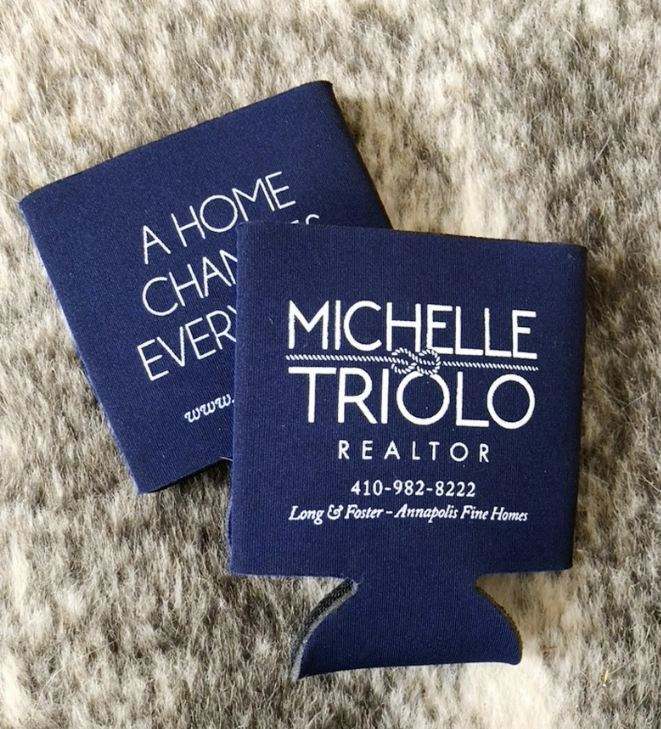 A HOME
MICHELLE
TRIOLO
REALTOR
410-982-8222
Long & Foster - Annapolis Fine Homes